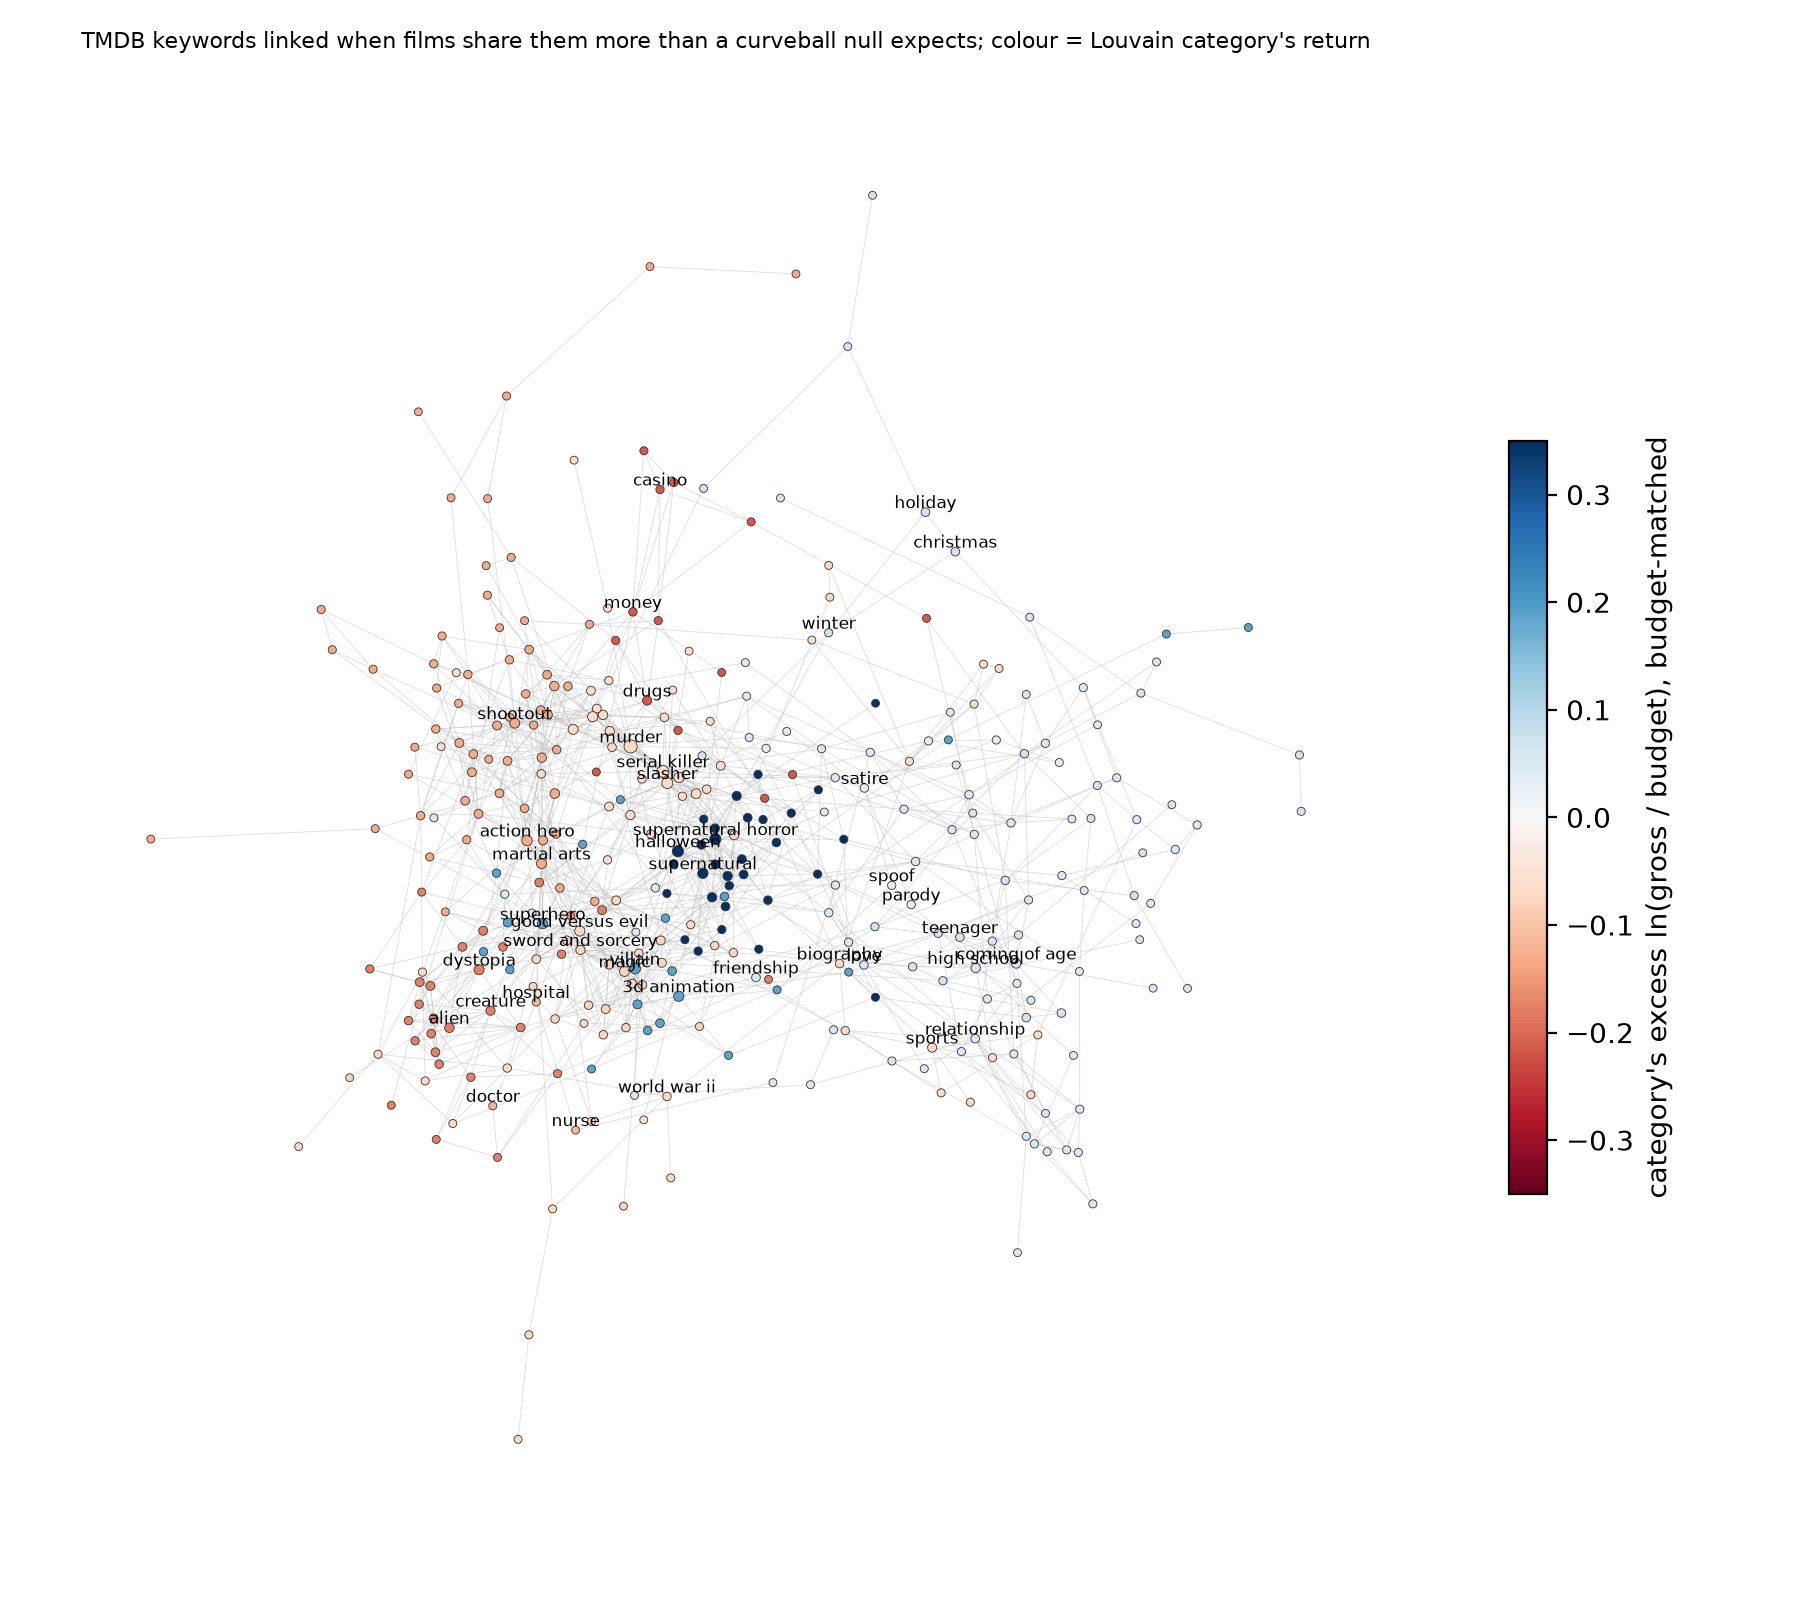 TMDB keywords linked when films share them more than a curveball null expects; colour = Louvain category's return
casino
holiday
christmas
money
winter
drugs
shootout
murder
serial killer
slasher
satire
action hero
supernatural horror
halloween
martial arts
supernatural
spoof
parody
superhero
good versus evil
teenager
sword and sorcery
dystopia
villain
magic
biography
love
high school
coming of age
friendship
hospital
3d animation
creature
alien
relationship
sports
doctor
world war ii
nurse
0.3
0.2
0.1
0.0
−0.1
−0.2
−0.3
category's excess ln(gross / budget), budget-matched